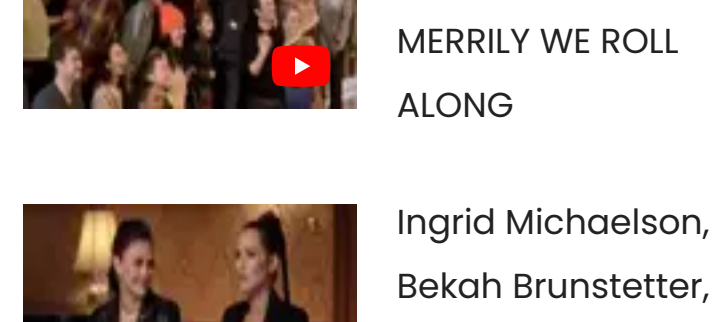 MERRILY WE ROLL
ALONG
Ingrid Michaelson,
Bekah Brunstetter,